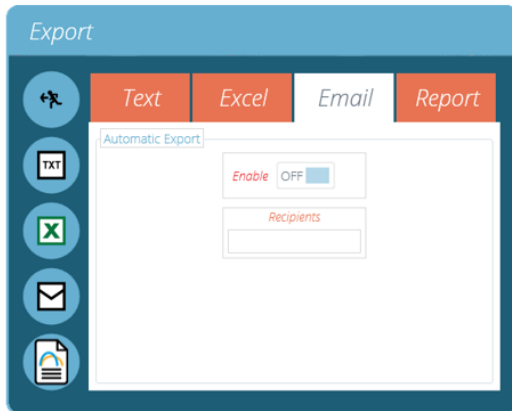 Export
Text Excel Email Report
Automatic Export
TXT
Enable OFF
Recipients
X